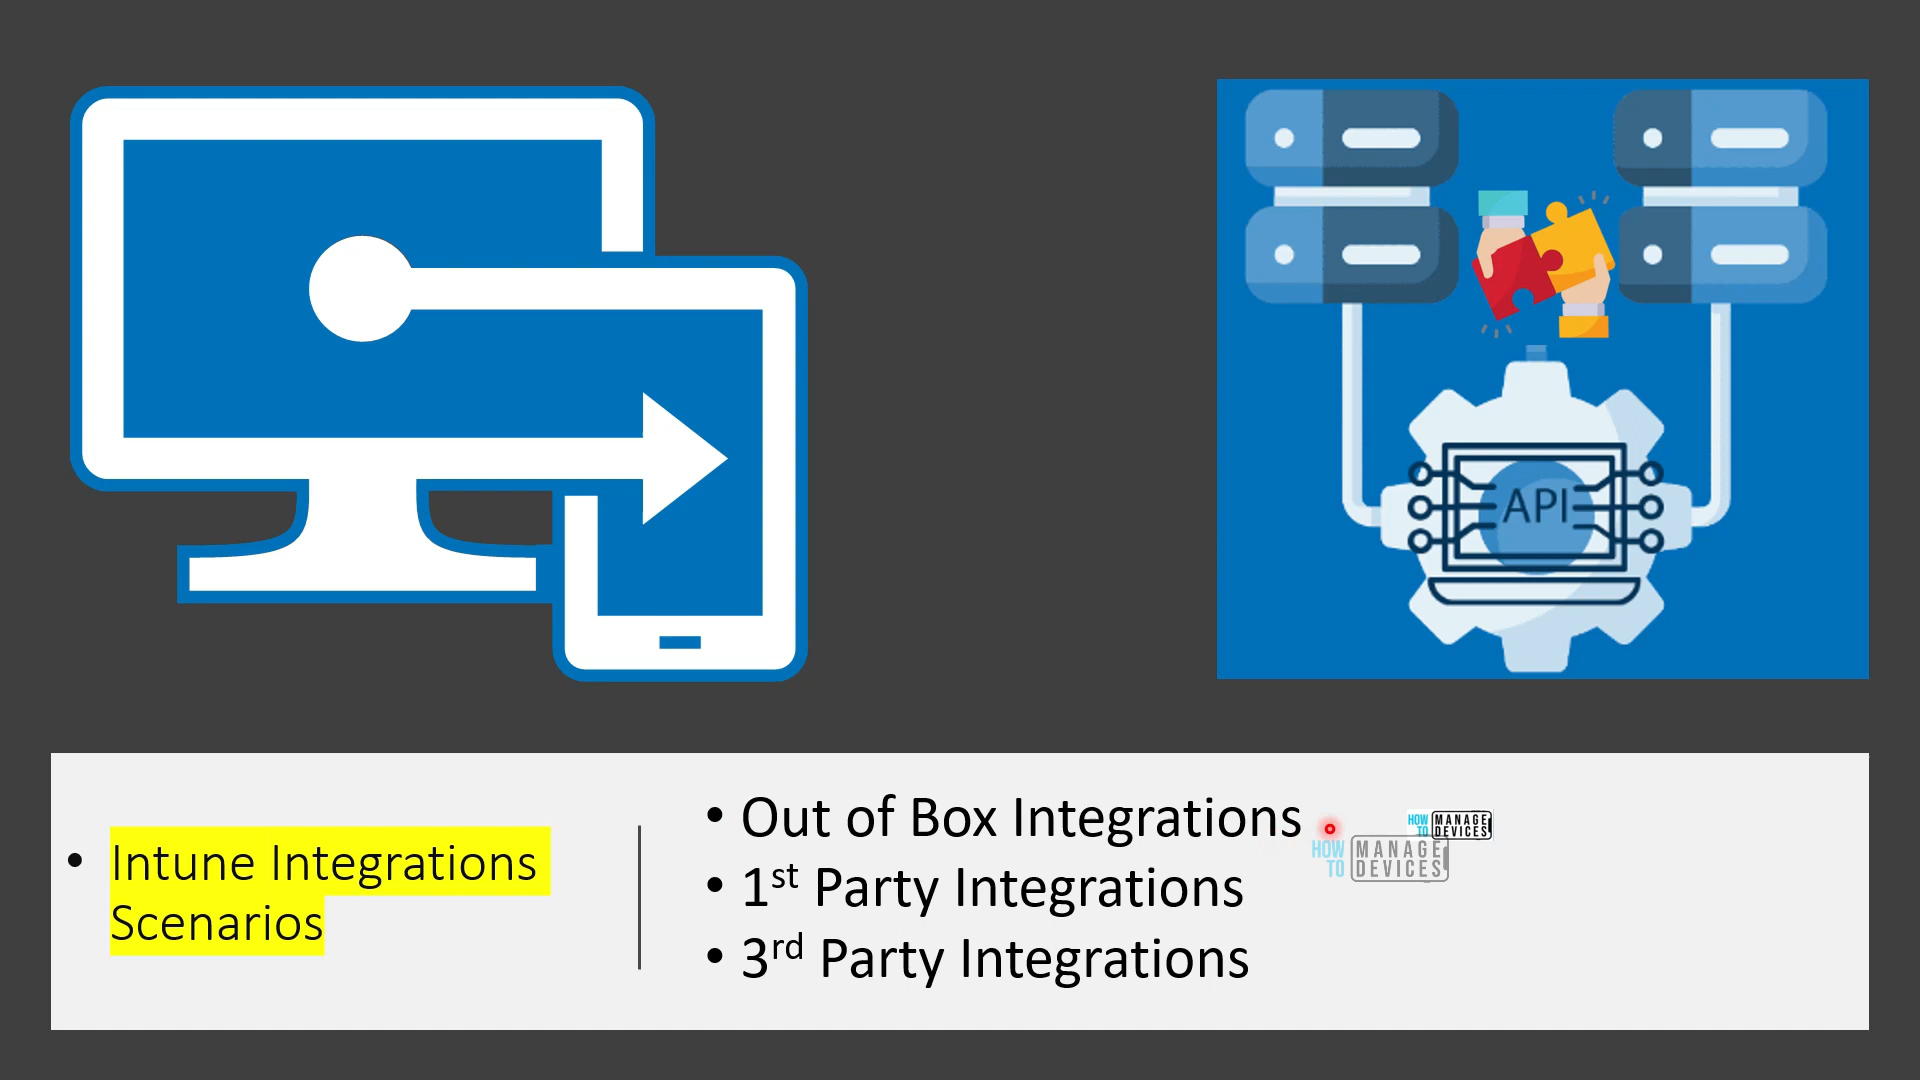 API
• Intune Integrations
Scenarios
• Out of Box Integrations
• 1st Party Integrations
• 3rd Party Integrations
HOW
TO
MANAGE
DEVICES
HOW
TO
MANAGE
DEVICES